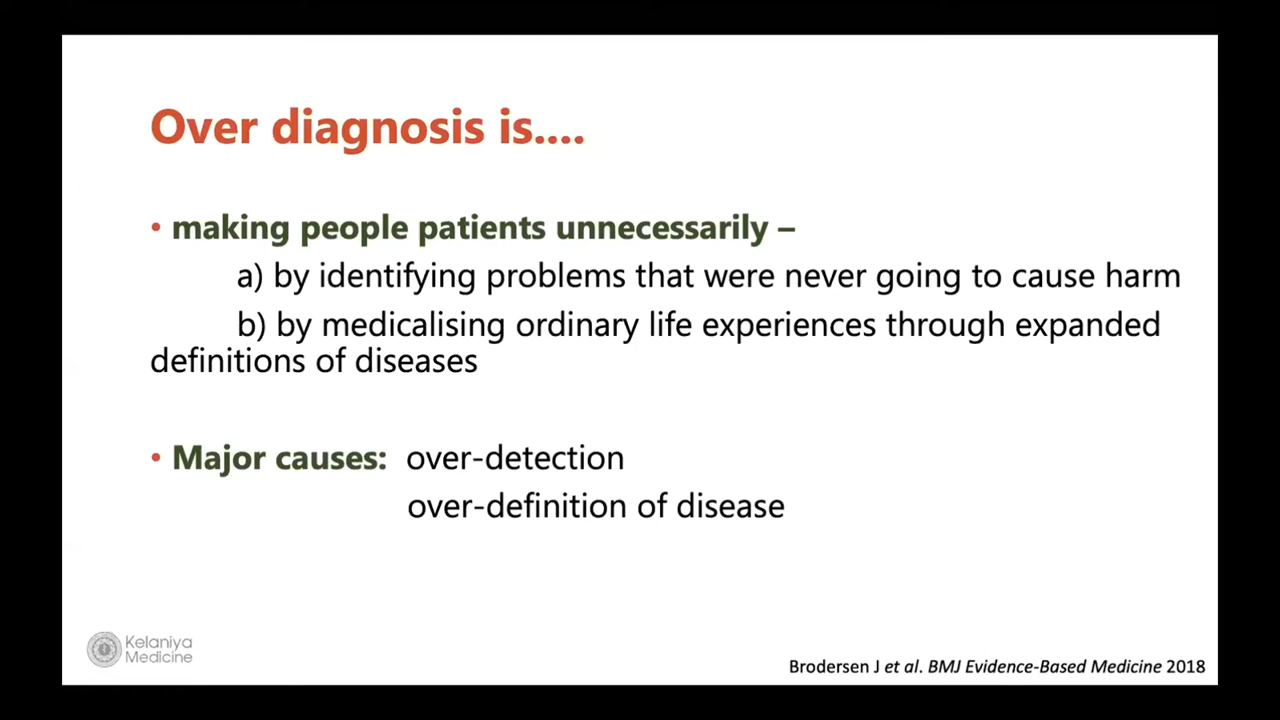 Over diagnosis is....
• making people patients unnecessarily –
a) by identifying problems that were never going to cause harm
b) by medicalising ordinary life experiences through expanded
definitions of diseases
• Major causes: over-detection
over-definition of disease
Kelaniya
Medicine
Brodersen J et al. BMJ Evidence-Based Medicine 2018